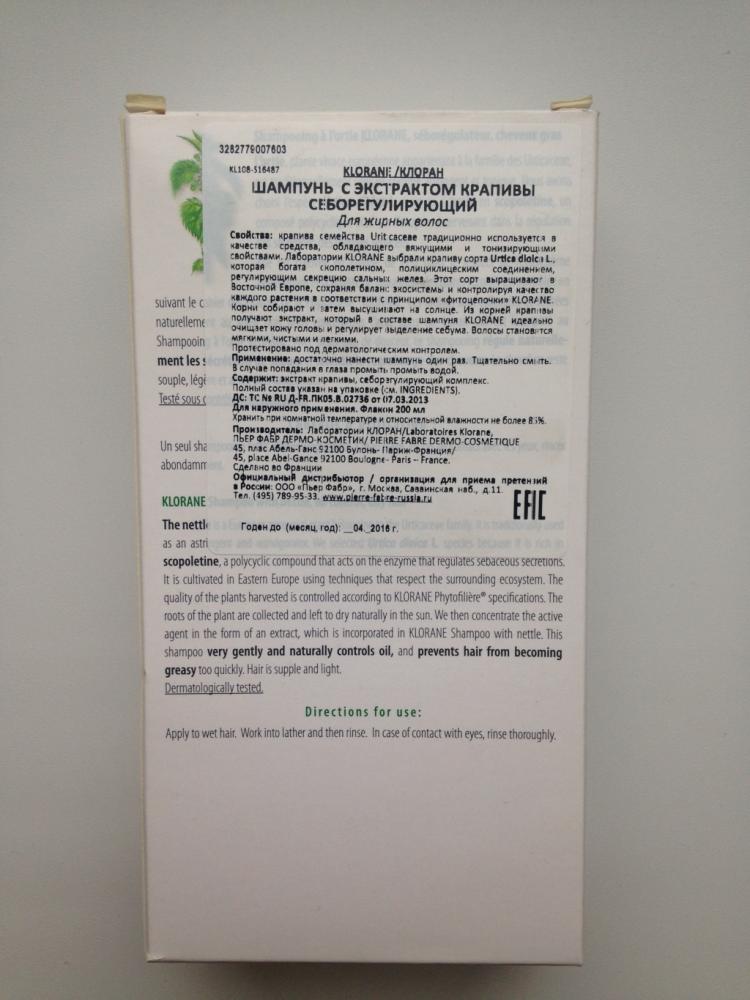 Shampooing à l'ortie KLORANE, séborégulateur, cheveux gras
3282779007603
KL108-516487
KLORANE/КЛОРАН
ШАМПУНЬ С ЭКСТРАКТОМ КРАПИВЫ
СЕБОРЕГУЛИРУЮЩИЙ
Для жирных волос
Свойства: крапива семейства Uritcaceae традиционно используется в
качестве средства, обладающего вяжущими и тонизирующими
свойствами. Лаборатории KLORANE выбрали крапиву сорта Urtica dioica L.,
которая богата скополетином, полициклическим соединением,
регулирующим секрецию сальных желез. Этот сорт выращивают в
Восточной Европе, сохраняя баланс экосистемы и контролируя качество
каждого растения в соответствии с принципом «фитоцепочки» KLORANE.
Корни собирают и затем высушивают на солнце. Из корней крапивы
получают экстракт, который в составе шампуня KLORANE идеально
очищает кожу головы и регулирует выделение себума. Волосы становятся
мягкими, чистыми и легкими.
Протестировано под дерматологическим контролем.
Применение: достаточно нанести шампунь один раз. Тщательно смыть.
В случае попадания в глаза промыть промыть водой.
Содержит: экстракт крапивы, себорегулирующий комплекс.
Полный состав указан на упаковке (см. INGREDIENTS).
ДС: ТС № RU Д-FR.ПК05.В.02736 от 07.03.2013
Для наружного применения. Флакон 200 мл
Хранить при комнатной температуре и относительной влажности не более 85%.
Производитель: Лаборатории КЛОРАН/Laboratoires Klorane,
ПЬЕР ФАБР ДЕРМО-КОСМЕТИК/ PIERRE FABRE DERMO-COSMETIQUE
45, плас Абель-Ганс 92100 Булонь- Париж-Франция/
45, place Abel-Gance 92100 Boulogne- Paris – France.
Сделано во Франции
Официальный дистрибьютор / организация для приема претензий
в России: ООО «Пьер Фабр», г. Москва, Саввинская наб., д.11.
Тел. (495) 789-95-33. www.pierre-fabre-russia.ru
EAC
Годен до (месяц, год): __04._2016 г.
suivant le c
naturelleme
Shampooin
ment les s
souple, légè
Testé sous c
Un seul sha
abondamm
KLORANE
The nettle
as an astri
scopoletine, a polycyclic compound that acts on the enzyme that regulates sebaceous secretions.
It is cultivated in Eastern Europe using techniques that respect the surrounding ecosystem. The
quality of the plants harvested is controlled according to KLORANE Phytofilière® specifications. The
roots of the plant are collected and left to dry naturally in the sun. We then concentrate the active
agent in the form of an extract, which is incorporated in KLORANE Shampoo with nettle. This
shampoo very gently and naturally controls oil, and prevents hair from becoming
greasy too quickly. Hair is supple and light.
Dermatologically tested.
Directions for use:
Apply to wet hair. Work into lather and then rinse. In case of contact with eyes, rinse thoroughly.